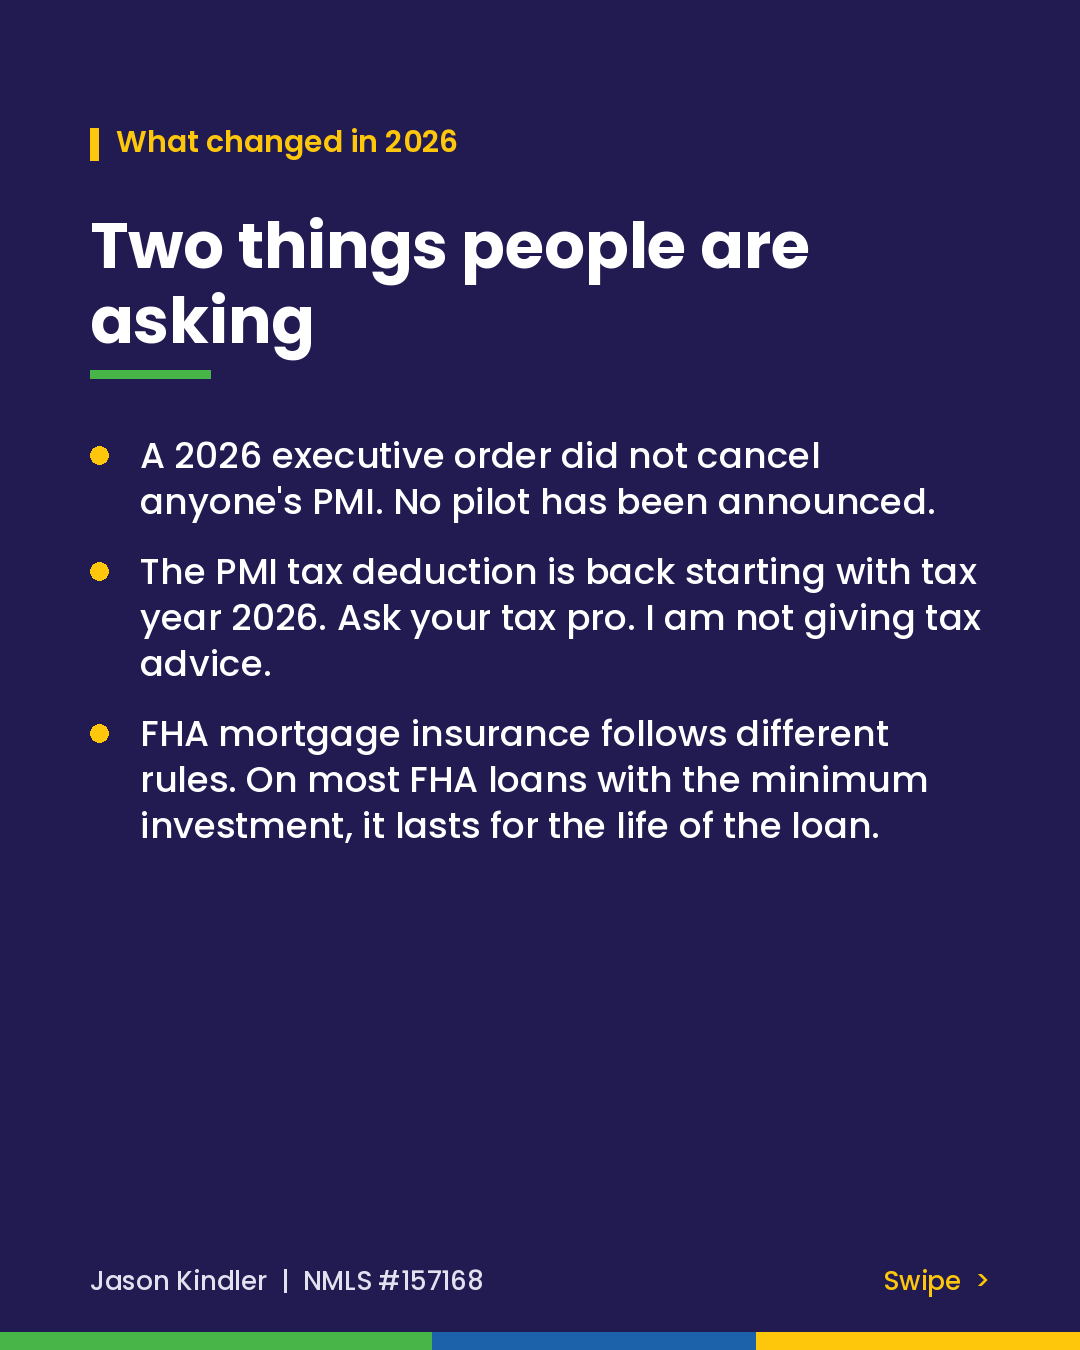 What changed in 2026
Two things people are
asking
A 2026 executive order did not cancel
anyone's PMI. No pilot has been announced.
The PMI tax deduction is back starting with tax
year 2026. Ask your tax pro. I am not giving tax
advice.
FHA mortgage insurance follows different
rules. On most FHA loans with the minimum
investment, it lasts for the life of the loan.
Jason Kindler | NMLS #157168
Swipe >